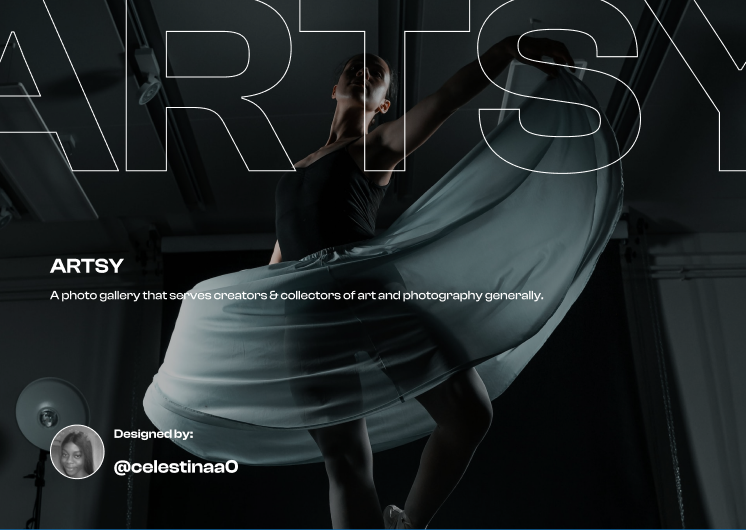 ARTSY
ARTSY
A photo gallery that serves creators & collectors of art and photography generally.
Designed by:
@celestinaa0